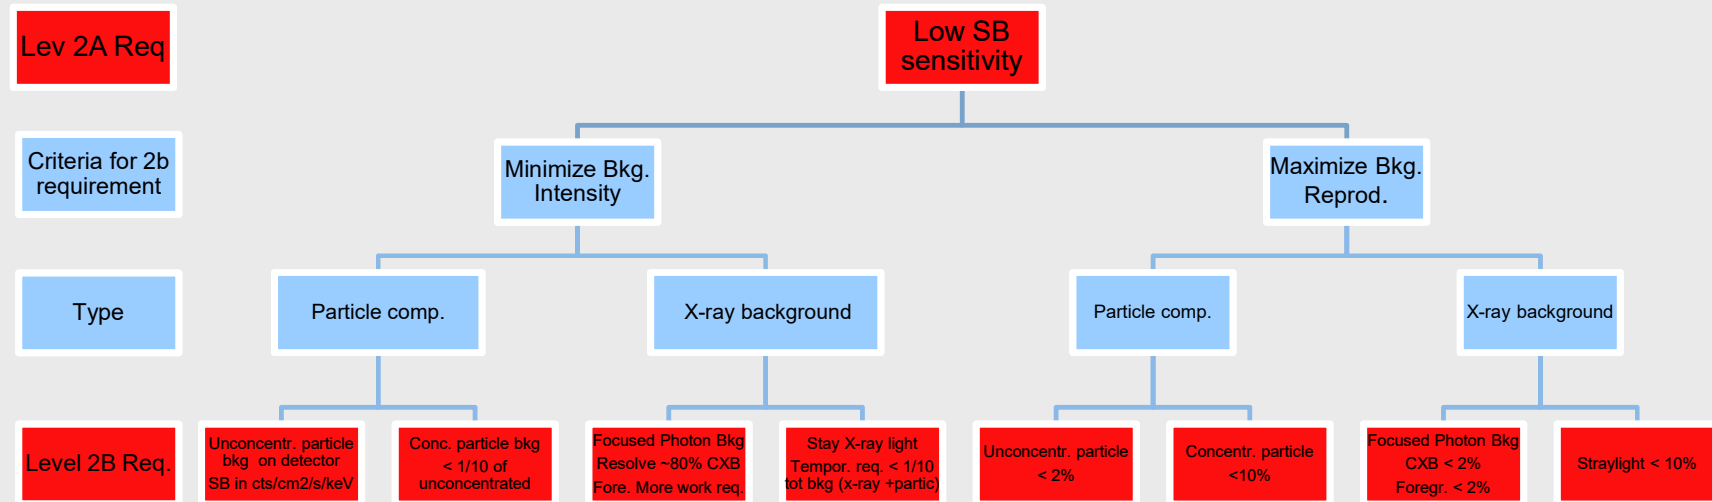 Lev 2A Req
Low SB
sensitivity
Criteria for 2b
requirement
Minimize Bkg.
Intensity
Maximize Bkg.
Reprod.
Type
Particle comp.
X-ray background
Particle comp.
X-ray background
Level 2B Req.
Unconcentr. particle
bkg on detector
SB in cts/cm2/s/keV
Conc. particle bkg
< 1/10 of
unconcentrated
Focused Photon Bkg
Resolve ~80% CXB
Fore. More work req.
Stay X-ray light
Tempor. req. < 1/10
tot bkg (x-ray +partic)
Unconcentr. particle
< 2%
Concentr. particle
<10%
Focused Photon Bkg
CXB < 2%
Foregr. < 2%
Straylight < 10%